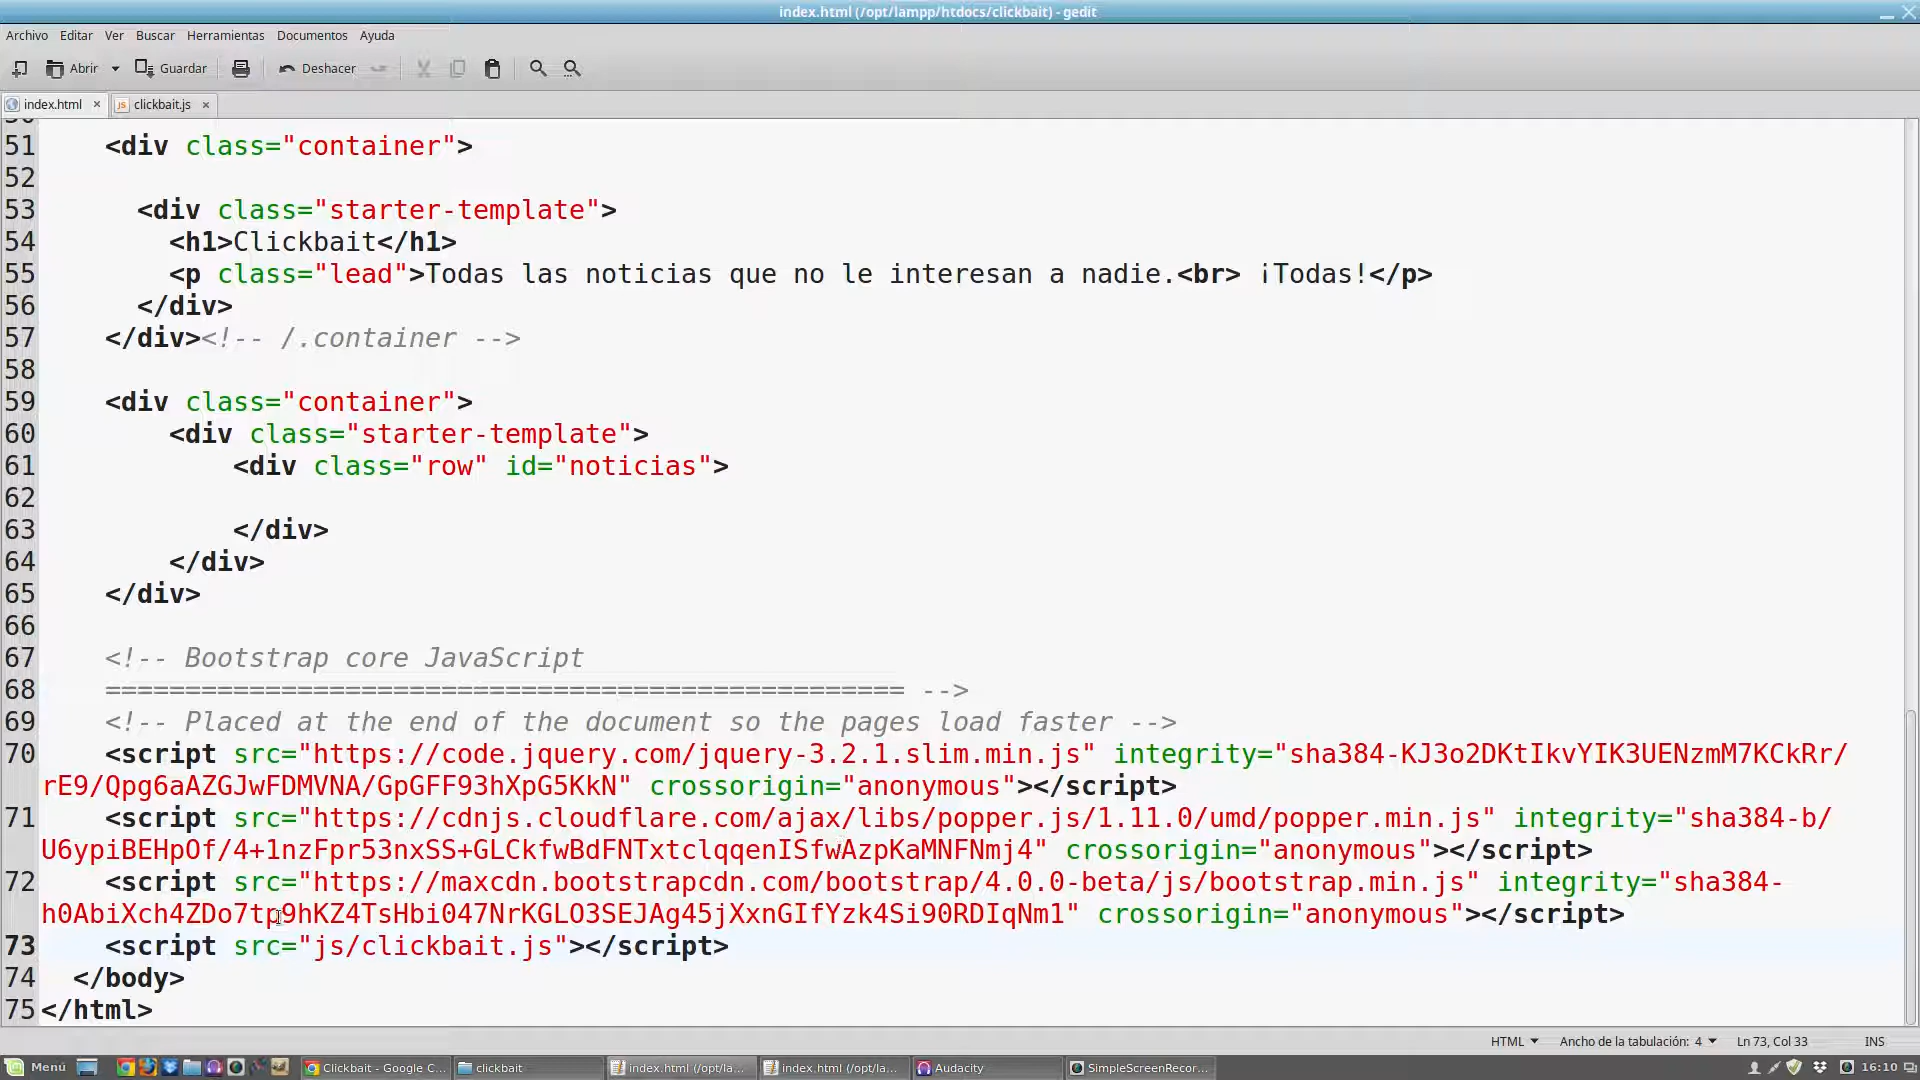 index.html (/opt/lampp/htdocs/clickbait) - gedit
Archivo Editar Ver Buscar Herramientas Documentos Ayuda
Abrir Guardar Deshacer
index.html × clickbait.js ×
51 <div class="container">
52
53 <div class="starter-template">
54 <h1>Clickbait</h1>
55 <p class="lead">Todas las noticias que no le interesan a nadie.<br> ¡Todas!</p>
56 </div>
57 </div><!-- /.container -->
58
59 <div class="container">
60 <div class="starter-template">
61 <div class="row" id="noticias">
62
63 </div>
64 </div>
65 </div>
66
67 <!-- Bootstrap core JavaScript
68 ================================================== -->
69 <!-- Placed at the end of the document so the pages load faster -->
70 <script src="https://code.jquery.com/jquery-3.2.1.slim.min.js" integrity="sha384-KJ3o2DKtIkvYIK3UENzmM7KCkRr/
rE9/Qpg6aAZGJwFDMVNA/GpGFF93hXpG5KkN" crossorigin="anonymous"></script>
71 <script src="https://cdnjs.cloudflare.com/ajax/libs/popper.js/1.11.0/umd/popper.min.js" integrity="sha384-b/
U6ypiBEHpOf/4+1nzFpr53nxSS+GLCkfwBdFNTxtclqqenISfwAzpKaMNFNmj4" crossorigin="anonymous"></script>
72 <script src="https://maxcdn.bootstrapcdn.com/bootstrap/4.0.0-beta/js/bootstrap.min.js" integrity="sha384-
h0AbiXch4ZDo7tp9hKZ4TsHbi047NrKGLO3SEJAg45jXxnGIfYzk4Si90RDIqNm1" crossorigin="anonymous"></script>
73 <script src="js/clickbait.js"></script>
74 </body>
75 </html>
HTML Ancho de la tabulación: 4 Ln 73, Col 33 INS
Menú Clickbait - Google C... clickbait index.html (/opt/la... index.html (/opt/la... Audacity SimpleScreenRecor... 16:10